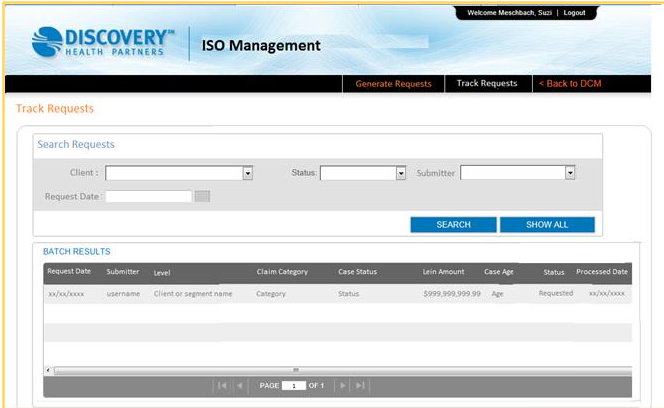 Welcome Meschbach, Suzi | Logout
DISCOVERY™
HEALTH PARTNERS
ISO Management
Generate Requests Track Requests < Back to DCM
Track Requests
Search Requests
Client : Status: Submitter
Request Date
SEARCH SHOW ALL
BATCH RESULTS
Request Date Submitter Level Claim Category Case Status Lein Amount Case Age Status Processed Date
xx/xx/xxxx username Client or segment name Category Status $999,999,999.99 Age Requested xx/xx/xxxx
PAGE 1 OF 1